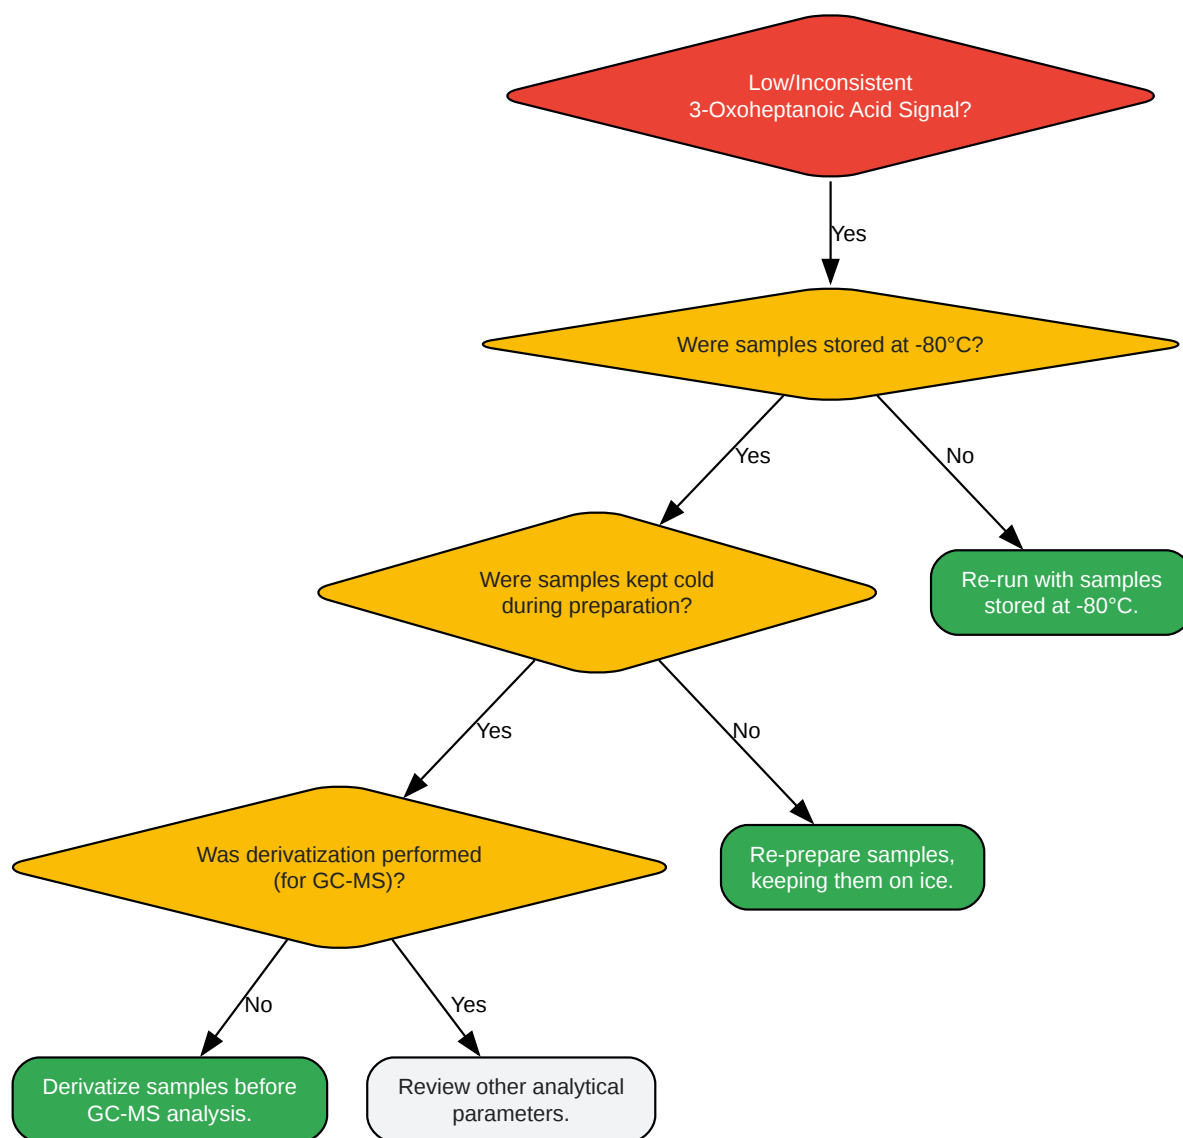 Low/Inconsistent
3-Oxoheptanoic Acid Signal?
Yes
Were samples stored at -80°C?
Yes
No
Were samples kept cold
during preparation?
Re-run with samples
stored at -80°C.
Yes
No
Was derivatization performed
(for GC-MS)?
Re-prepare samples,
keeping them on ice.
No
Yes
Derivatize samples before
GC-MS analysis.
Review other analytical
parameters.